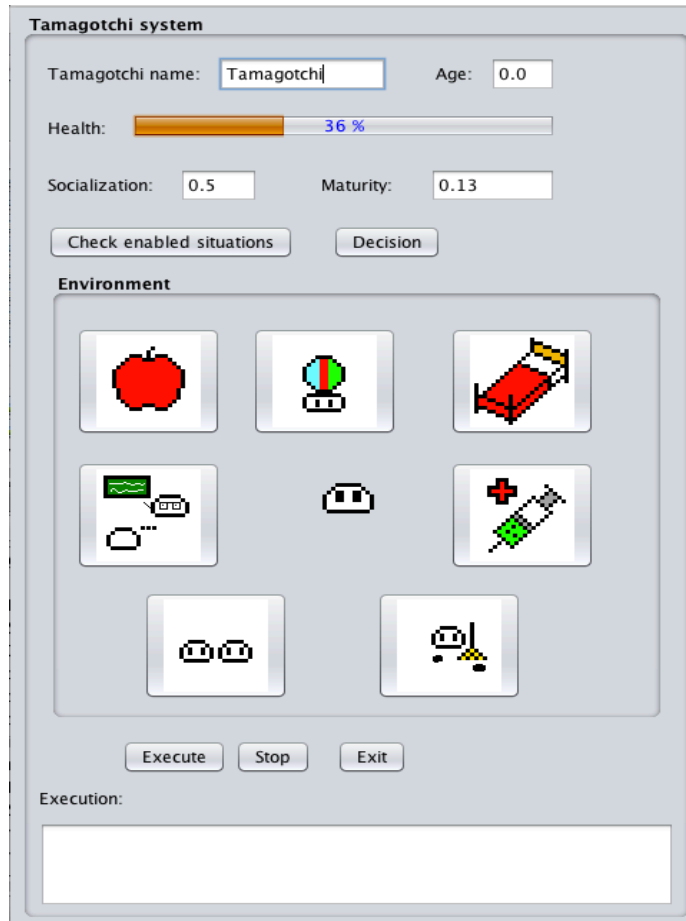 Tamagotchi system
Tamagotchi name: Tamagotchi Age: 0.0
Health: 36 %
Socialization: 0.5 Maturity: 0.13
Check enabled situations Decision
Environment
Execute Stop Exit
Execution: